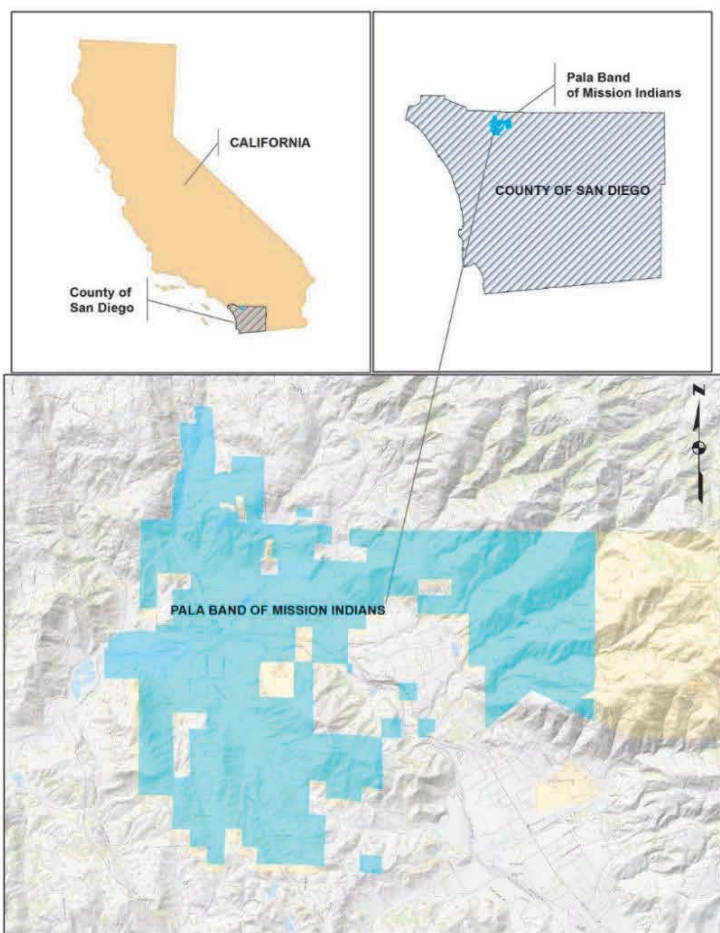 CALIFORNIA
County of
San Diego
Pala Band
of Mission Indians
COUNTY OF SAN DIEGO
N
PALA BAND OF MISSION INDIANS